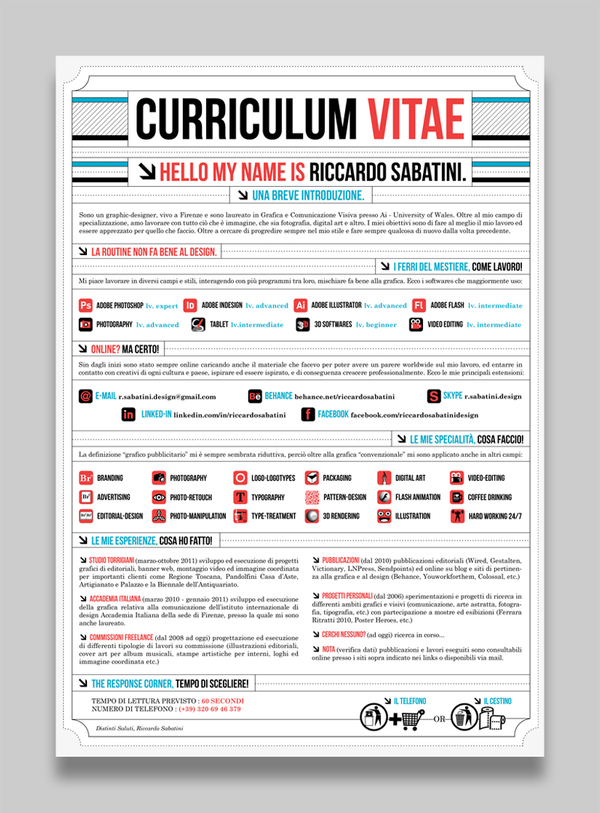 CURRICULUM VITAE
HELLO MY NAME IS RICCARDO SABATINI.
UNA BREVE INTRODUZIONE.
Sono un graphic-designer, vivo a Firenze e sono laureato in Grafica e Comunicazione Visiva presso Ai - University of Wales. Oltre al mio campo di
specializzazione, amo lavorare con tutto ciò che è immagine, che sia fotografia, digital art e altro. I miei obiettivi sono di fare al meglio il mio lavoro ed
essere apprezzato per quello che faccio. Oltre a cercare di progredire sempre nel mio stile e fare sempre qualcosa di nuovo dalla volta precedente.
LA ROUTINE NON FA BENE AL DESIGN.
I FERRI DEL MESTIERE, COME LAVORO!
Mi piace lavorare in diversi campi e stili, interagendo con più programmi tra loro, mischiare fa bene alla grafica. Ecco i softwares che maggiormente uso:
Ps ADOBE PHOTOSHOP lv. expert Id ADOBE INDESIGN lv. advanced Ai ADOBE ILLUSTRATOR lv. advanced Fl ADOBE FLASH lv. intermediate
PHOTOGRAPHY lv. advanced TABLET lv.intermediate 3D 3D SOFTWARES lv. beginner VIDEO EDITING lv. intermediate
ONLINE? MA CERTO!
Sin dagli inizi sono stato sempre online caricando anche il materiale che facevo per poter avere un parere worldwide sul mio lavoro, ed entrare in
contatto con creativi di ogni cultura e paese, ispirare ed essere ispirato, e di conseguenza crescere professionalmente. Ecco le mie principali estensioni:
@ E-MAIL r.sabatini.design@gmail.com Bē BEHANCE behance.net/riccardosabatini S SKYPE r.sabatini.design
in LINKED-IN linkedin.com/in/riccardosabatini f FACEBOOK facebook.com/riccardosabatinidesign
LE MIE SPECIALITÀ, COSA FACCIO!
La definizione "grafico pubblicitario" mi è sempre sembrata riduttiva, perciò oltre alla grafica "convenzionale" mi sono applicato anche in altri campi:
Br BRANDING PHOTOGRAPHY LOGO-LOGOTYPES PACKAGING DIGITAL ART VIDEO-EDITING
ADVERTISING PHOTO-RETOUCH T TYPOGRAPHY PATTERN-DESIGN FLASH ANIMATION COFFEE DRINKING
EDITORIAL-DESIGN PHOTO-MANIPULATION TYPE-TREATMENT 3D RENDERING ILLUSTRATION HARD WORKING 24/7
LE MIE ESPERIENZE, COSA HO FATTO!
STUDIO TORRIGIANI (marzo-ottobre 2011) sviluppo ed esecuzione di progetti
grafici di editoriali, banner web, montaggio video ed immagine coordinata
per importanti clienti come Regione Toscana, Pandolfini Casa d'Aste,
Artigianato e Palazzo e la Biennale dell'Antiquariato.
ACCADEMIA ITALIANA (marzo 2010 - gennaio 2011) sviluppo ed esecuzione
della grafica relativa alla comunicazione dell'istituto internazionale di
design Accademia Italiana della sede di Firenze, presso la quale mi sono
anche laureato.
COMMISSIONI FREELANCE (dal 2008 ad oggi) progettazione ed esecuzione
di differenti tipologie di lavori su commissione (illustrazioni editoriali,
cover art per album musicali, stampe artistiche per interni, loghi ed
immagine coordinata etc.)
PUBBLICAZIONI (dal 2010) pubblicazioni editoriali (Wired, Gestalten,
Victionary, LNPress, Sendpoints) ed online su blog e siti di pertinen-
za alla grafica e al design (Behance, Youworkforthem, Colossal, etc.)
PROGETTI PERSONALI (dal 2006) sperimentazioni e progetti di ricerca in
differenti ambiti grafici e visivi (comunicazione, arte astratta, fotogra-
fia, tipografia, etc.) con partecipazione a mostre ed esibizioni (Ferrara
Ritratti 2010, Poster Heroes, etc.)
CERCHI NESSUNO? (ad oggi) ricerca in corso...
NOTA (verifica dati) pubblicazioni e lavori eseguiti sono consultabili
online presso i siti sopra indicato nei links o disponibili via mail.
THE RESPONSE CORNER, TEMPO DI SCEGLIERE!
TEMPO DI LETTURA PREVISTO : 60 SECONDI
NUMERO DI TELEFONO : (+39) 320 69 46 379
IL TELEFONO
OR
IL CESTINO
Distinti Saluti, Riccardo Sabatini